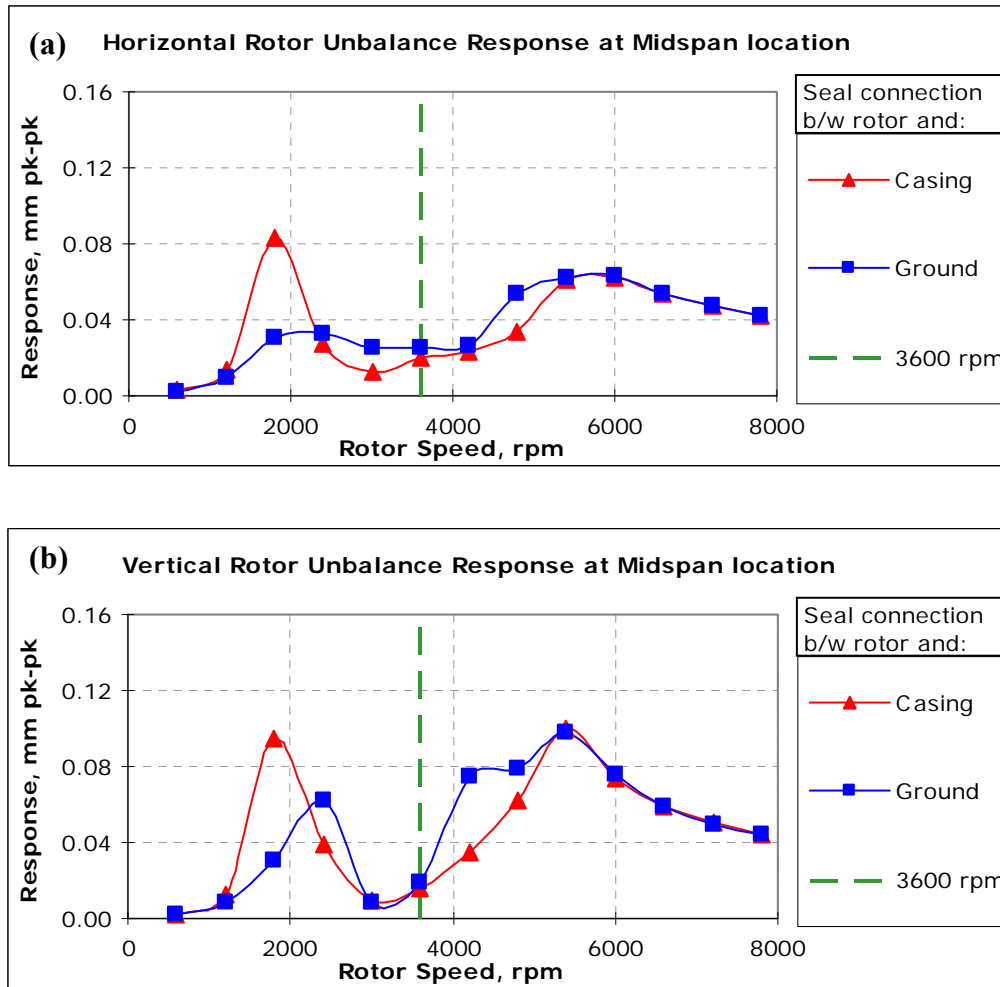 (a) Horizontal Rotor Unbalance Response at Midspan location
Response, mm pk-pk
0.16
0.12
0.08
0.04
0.00
0 2000 4000 6000 8000
Rotor Speed, rpm
Seal connection
b/w rotor and:
Casing
Ground
3600 rpm
(b) Vertical Rotor Unbalance Response at Midspan location
Response, mm pk-pk
0.16
0.12
0.08
0.04
0.00
0 2000 4000 6000 8000
Rotor Speed, rpm
Seal connection
b/w rotor and:
Casing
Ground
3600 rpm